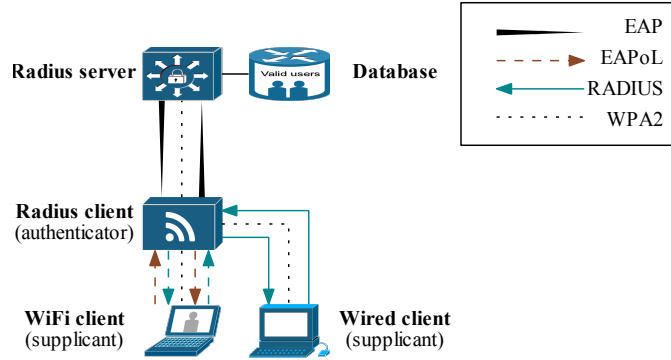 EAP
EAPoL
RADIUS
WPA2
Radius server
Valid users
Database
Radius client
(authenticator)
WiFi client
(supplicant)
Wired client
(supplicant)